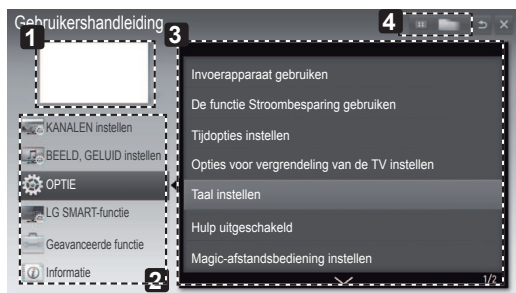 Gebruikershandleiding
1
3
4
KANALEN instellen
BEELD, GELUID instellen
OPTIE
LG SMART-functie
Geavanceerde functie
Informatie
2
Invoerapparaat gebruiken
De functie Stroombesparing gebruiken
Tijdopties instellen
Opties voor vergrendeling van de TV instellen
Taal instellen
Hulp uitgeschakeld
Magic-afstandsbediening instellen
1/2